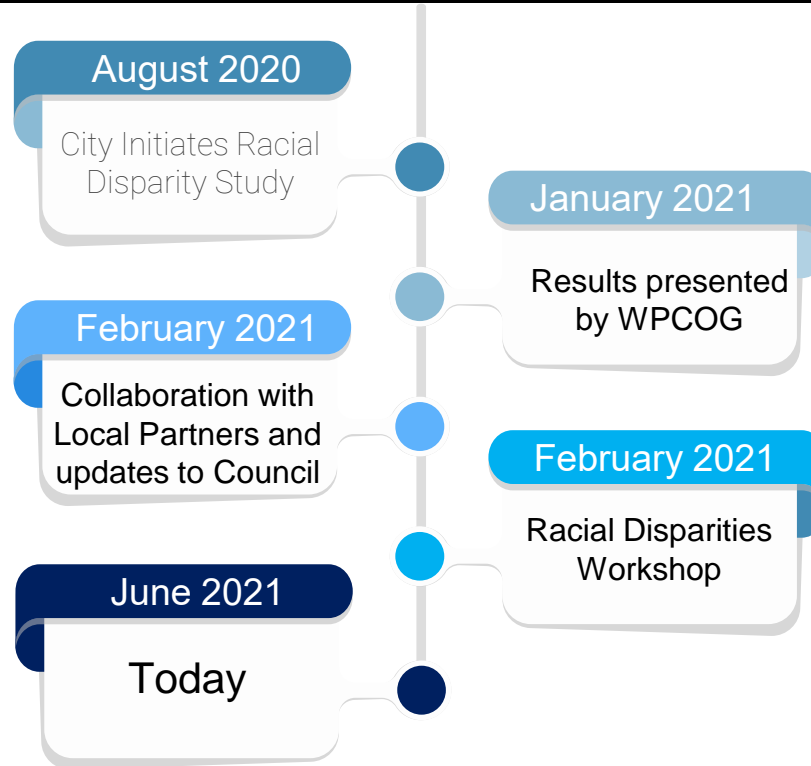 August 2020
City Initiates Racial
Disparity Study
January 2021
Results presented
by WPCOG
February 2021
Collaboration with
Local Partners and
updates to Council
February 2021
Racial Disparities
Workshop
June 2021
Today